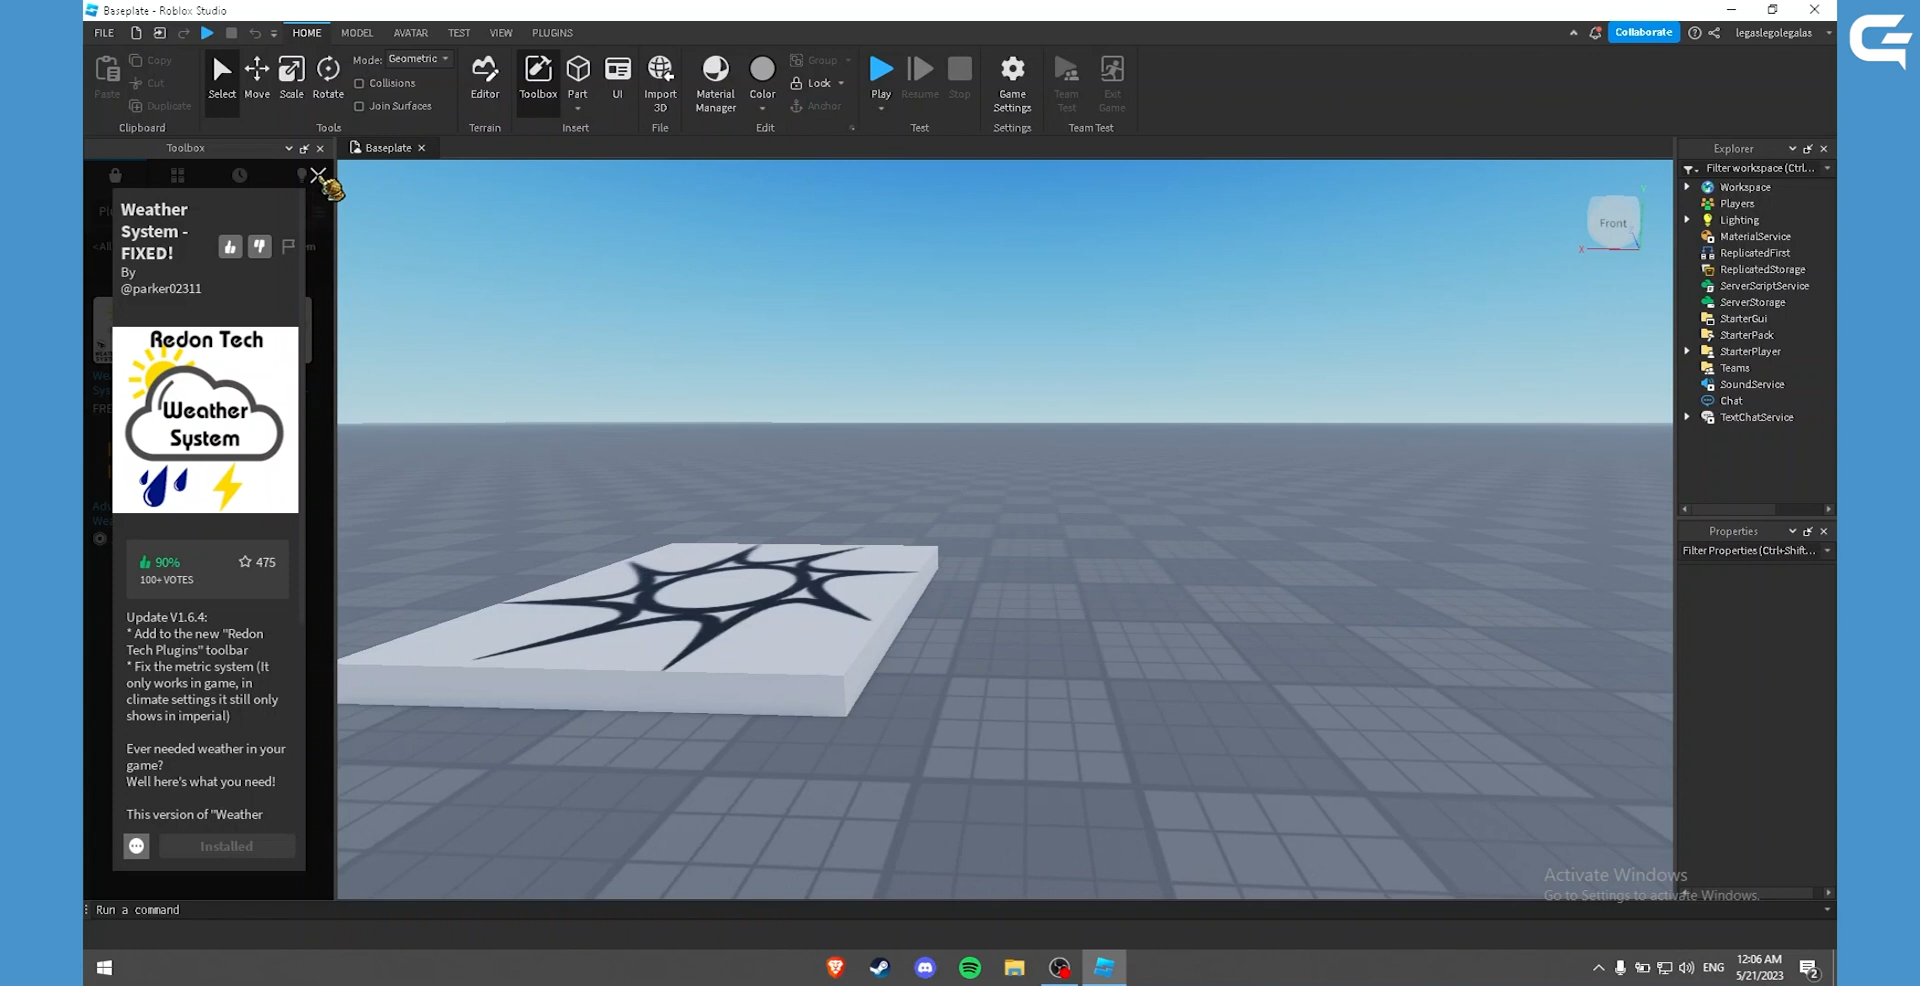 Baseplate - Roblox Studio
FILE HOME MODEL AVATAR TEST VIEW PLUGINS Collaborate legaslegolegalas
Paste Copy Cut Duplicate Clipboard
Select Move Scale Rotate Mode: Geometric Collisions Join Surfaces Tools
Editor Terrain
Toolbox Part UI Insert
Import 3D File
Material Manager Color Group Lock Anchor Edit
Play Resume Stop Test
Game Settings Settings
Team Test Exit Game Team Test
Toolbox
Baseplate
Weather
System -
FIXED!
By
@parker02311
Redon Tech
Weather
System
90% 475
100+ VOTES
Update V1.6.4:
* Add to the new "Redon
Tech Plugins" toolbar
* Fix the metric system (It
only works in game, in
climate settings it still only
shows in imperial)
Ever needed weather in your
game?
Well here's what you need!
This version of "Weather
Installed
Front
X
Y
Explorer
Filter workspace (Ctrl...
Workspace
Players
Lighting
MaterialService
ReplicatedFirst
ReplicatedStorage
ServerScriptService
ServerStorage
StarterGui
StarterPack
StarterPlayer
Teams
SoundService
Chat
TextChatService
Properties
Filter Properties (Ctrl+Shift...
Activate Windows
Go to Settings to activate Windows.
Run a command
ENG
12:06 AM
5/21/2023
2